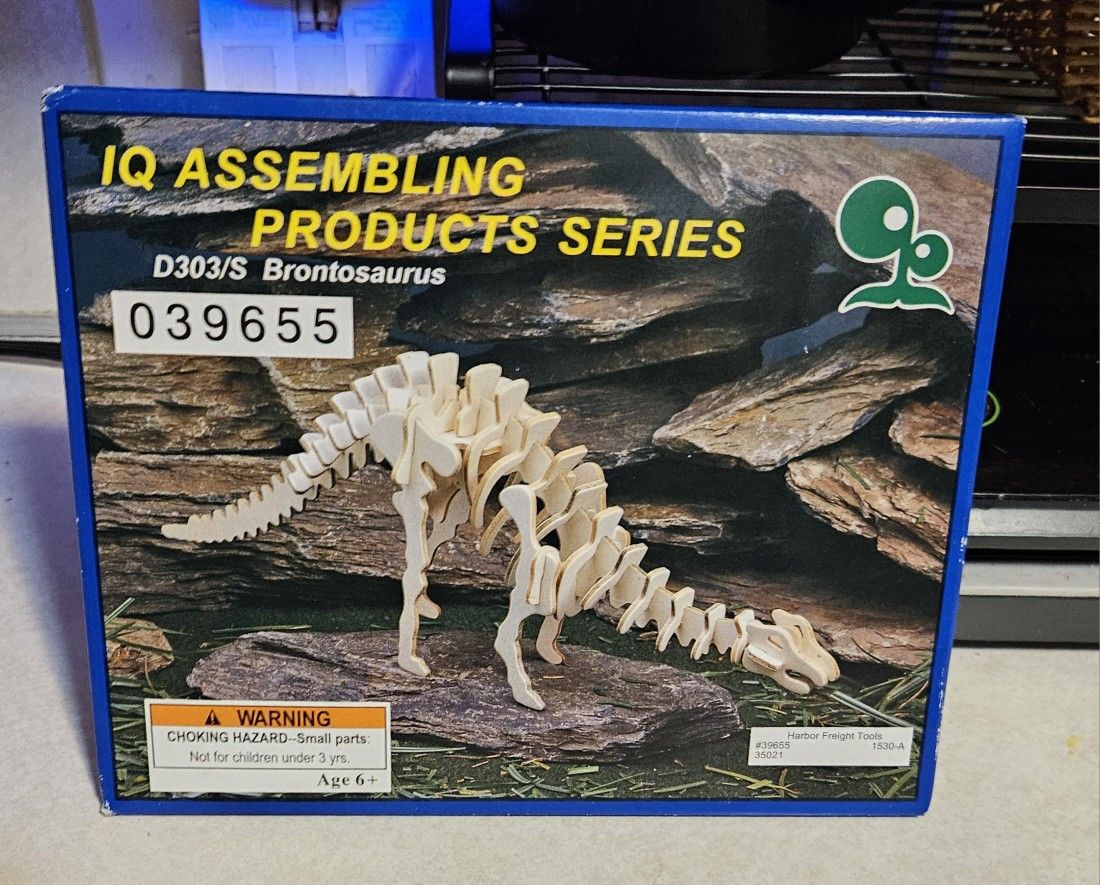 IQ ASSEMBLING
PRODUCTS SERIES
D303/S Brontosaurus
039655
WARNING
CHOKING HAZARD--Small parts:
Not for children under 3 yrs.
Age 6+
Harbor Freight Tools
#39655 1530-A
35021